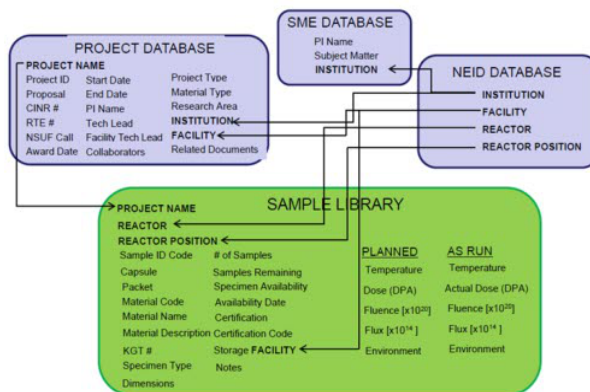 SME DATABASE
PI Name
Subject Matter
INSTITUTION
PROJECT DATABASE
PROJECT NAME
Project ID
Proposal
CINR #
RTE #
NSUF Call
Award Date
Start Date
End Date
PI Name
Tech Lead
Facility Tech Lead
Collaborators
Project Type
Material Type
Research Area
INSTITUTION
FACILITY
Related Documents
NEID DATABASE
INSTITUTION
FACILITY
REACTOR
REACTOR POSITION
SAMPLE LIBRARY
PROJECT NAME
REACTOR
REACTOR POSITION
Sample ID Code
Capsule
Packet
Material Code
Material Name
Material Description
KGT #
Specimen Type
Dimensions
# of Samples
Samples Remaining
Specimen Availability
Availability Date
Certification
Certification Code
Storage FACILITY
Notes
PLANNED
Temperature
Dose (DPA)
Fluence [x10²⁰]
Flux [x10¹⁴ ]
Environment
AS RUN
Temperature
Actual Dose (DPA)
Fluence [x10²⁰]
Flux [x10¹⁴ ]
Environment